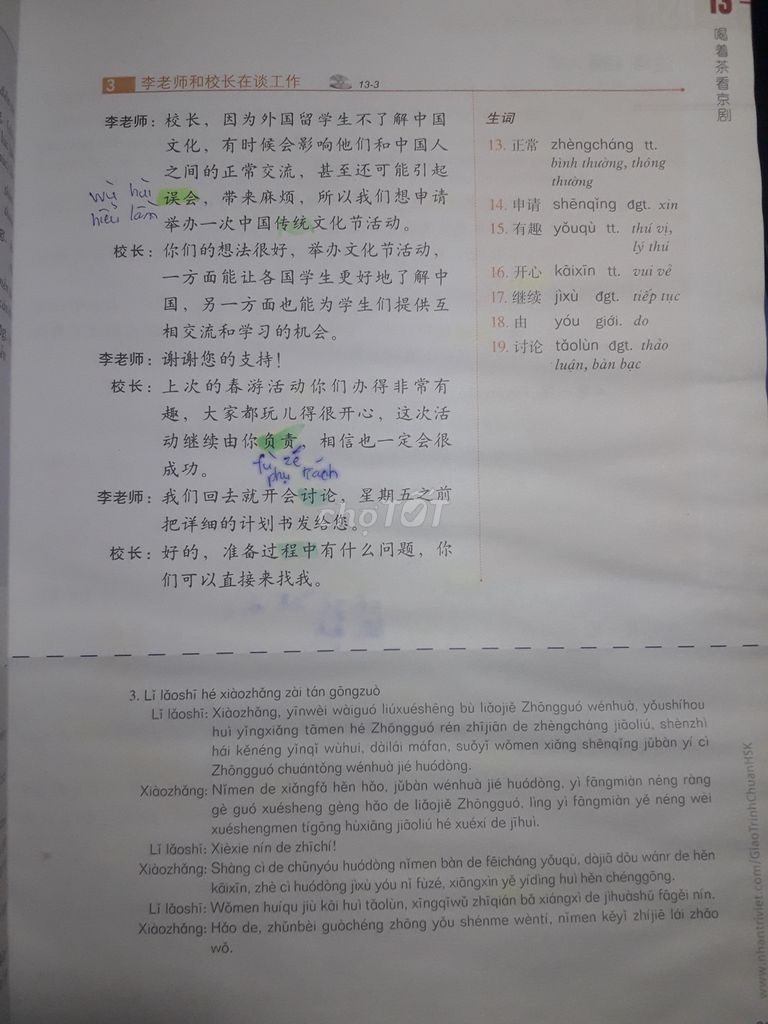 13
喝着茶看京剧
3 李老师和校长在谈工作 13-3
李老师：校长，因为外国留学生不了解中国
文化，有时候会影响他们和中国人
之间的正常交流，甚至还可能引起
误会，带来麻烦，所以我们想申请
举办一次中国传统文化节活动。
wù hùi
hiểu lầm
校长：你们的想法很好，举办文化节活动，
一方面能让各国学生更好地了解中
国，另一方面也能为学生们提供互
相交流和学习的机会。
李老师：谢谢您的支持！
校长：上次的春游活动你们办得非常有
趣，大家都玩儿得很开心，这次活
动继续由你负责，相信也一定会很
成功。
fù zé
phụ trách
李老师：我们回去就开会讨论，星期五之前
把详细的计划书发给您。
校长：好的，准备过程中有什么问题，你
们可以直接来找我。
生词
13. 正常 zhèngcháng tt.
bình thường, thông
thường
14. 申请 shēnqǐng đgt. xin
15. 有趣 yǒuqù tt. thú vị,
lý thú
16. 开心 kāixīn tt. vui vẻ
17. 继续 jìxù đgt. tiếp tục
18. 由 yóu giới. do
19. 讨论 tǎolùn đgt. thảo
luận, bàn bạc
chợTỐT
3. Lǐ lǎoshī hé xiàozhǎng zài tán gōngzuò
Lǐ lǎoshī: Xiàozhǎng, yīnwèi wàiguó liúxuéshēng bù liǎojiě Zhōngguó wénhuà, yǒushíhou
huì yǐngxiǎng tāmen hé Zhōngguó rén zhījiān de zhèngcháng jiāoliú, shènzhì
hái kěnéng yǐnqǐ wùhuì, dàilái máfan, suǒyǐ wǒmen xiǎng shēnqǐng jǔbàn yí cì
Zhōngguó chuántǒng wénhuà jié huódòng.
Xiàozhǎng: Nǐmen de xiǎngfǎ hěn hǎo, jǔbàn wénhuà jié huódòng, yì fāngmiàn néng ràng
gè guó xuésheng gèng hǎo de liǎojiě Zhōngguó, lìng yì fāngmiàn yě néng wèi
xuéshengmen tígōng hùxiāng jiāoliú hé xuéxí de jīhuì.
Lǐ lǎoshī: Xièxie nín de zhīchí!
Xiàozhǎng: Shàng cì de chūnyóu huódòng nǐmen bàn de fēicháng yǒuqù, dàjiā dōu wánr de hěn
kāixīn, zhè cì huódòng jìxù yóu nǐ fùzé, xiāngxìn yě yídìng huì hěn chénggōng.
Lǐ lǎoshī: Wǒmen huíqu jiù kāi huì tǎolùn, xīngqīwǔ zhīqián bǎ xiángxì de jìhuàshū fāgěi nín.
Xiàozhǎng: Hǎo de, zhǔnbèi guòchéng zhōng yǒu shénme wèntí, nǐmen kěyǐ zhíjiē lái zhǎo
wǒ.
www.nhantriviet.com/GiaoTrinhChuanHSK